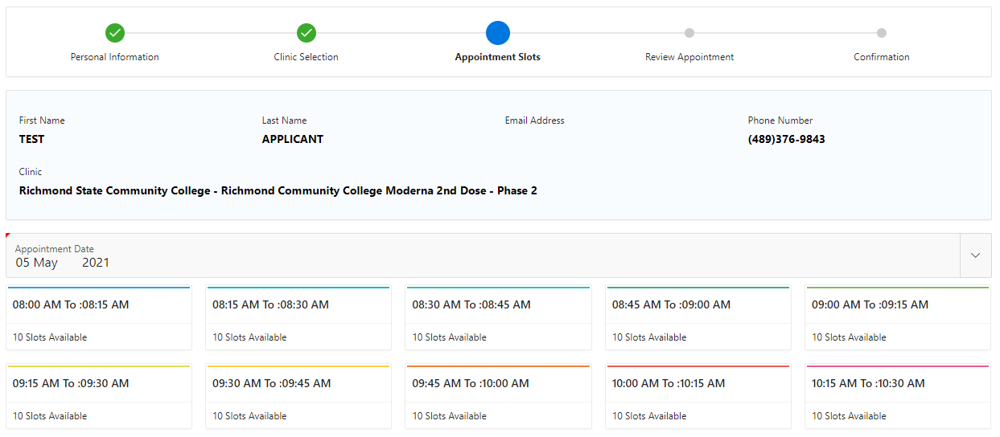 Personal Information Clinic Selection Appointment Slots Review Appointment Confirmation
First Name Last Name Email Address Phone Number
TEST APPLICANT (489)376-9843
Clinic
Richmond State Community College - Richmond Community College Moderna 2nd Dose - Phase 2
Appointment Date
05 May 2021
08:00 AM To :08:15 AM 08:15 AM To :08:30 AM 08:30 AM To :08:45 AM 08:45 AM To :09:00 AM 09:00 AM To :09:15 AM
10 Slots Available 10 Slots Available 10 Slots Available 10 Slots Available 10 Slots Available
09:15 AM To :09:30 AM 09:30 AM To :09:45 AM 09:45 AM To :10:00 AM 10:00 AM To :10:15 AM 10:15 AM To :10:30 AM
10 Slots Available 10 Slots Available 10 Slots Available 10 Slots Available 10 Slots Available